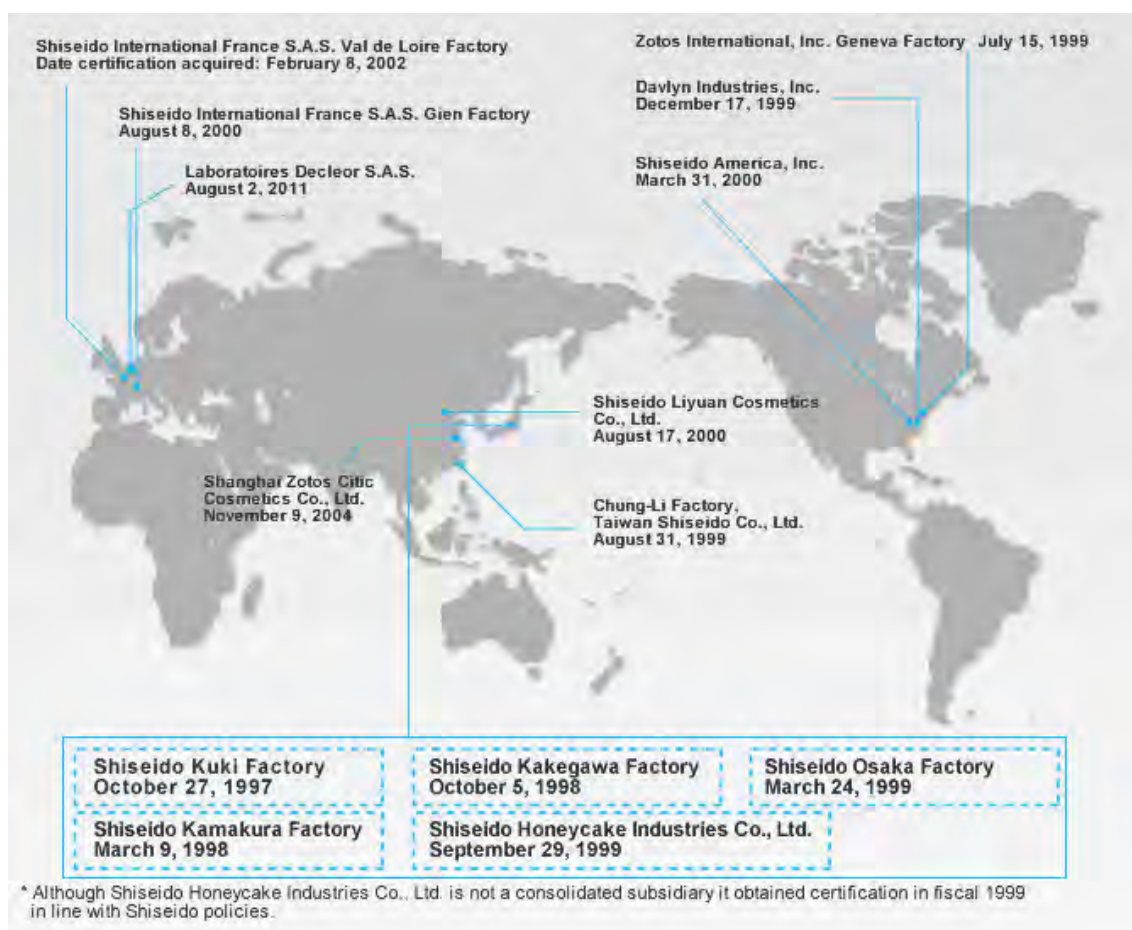 Shiseido International France S.A.S. Val de Loire Factory
Date certification acquired: February 8, 2002
Shiseido International France S.A.S. Gien Factory
August 8, 2000
Laboratoires Decleor S.A.S.
August 2, 2011
Zotos International, Inc. Geneva Factory July 15, 1999
Davlyn Industries, Inc.
December 17, 1999
Shiseido America, Inc.
March 31, 2000
Shiseido Liyuan Cosmetics
Co., Ltd.
August 17, 2000
Shanghai Zotos Citic
Cosmetics Co., Ltd.
November 9, 2004
Chung-Li Factory,
Taiwan Shiseido Co., Ltd.
August 31, 1999
Shiseido Kuki Factory
October 27, 1997
Shiseido Kakegawa Factory
October 5, 1998
Shiseido Osaka Factory
March 24, 1999
Shiseido Kamakura Factory
March 9, 1998
Shiseido Honeycake Industries Co., Ltd.
September 29, 1999
* Although Shiseido Honeycake Industries Co., Ltd. is not a consolidated subsidiary it obtained certification in fiscal 1999
in line with Shiseido policies.